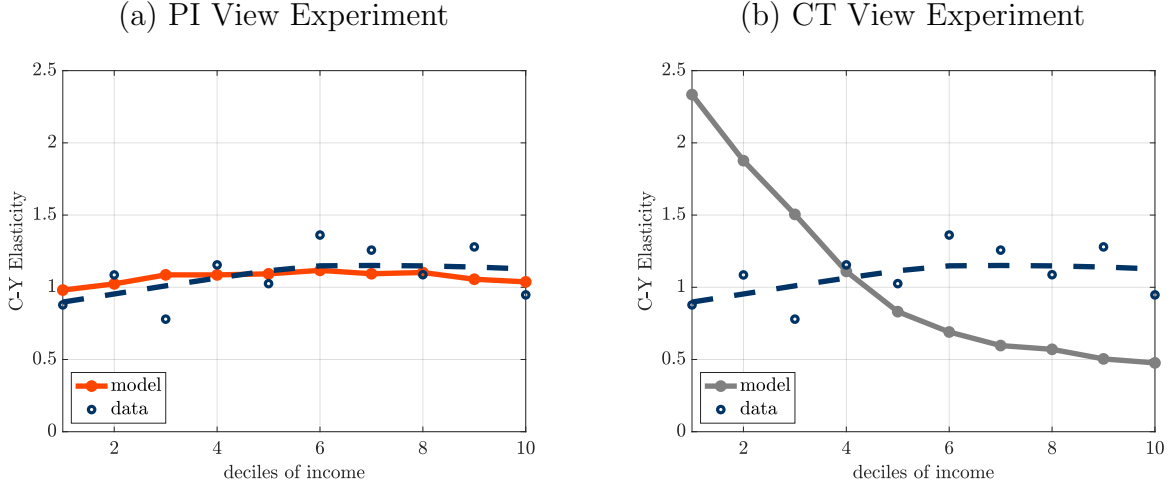 (a) PI View Experiment
2.5
2
1.5
1
0.5
0
C-Y Elasticity
model
data
2 4 6 8 10
deciles of income
(b) CT View Experiment
2.5
2
1.5
1
0.5
0
C-Y Elasticity
model
data
2 4 6 8 10
deciles of income